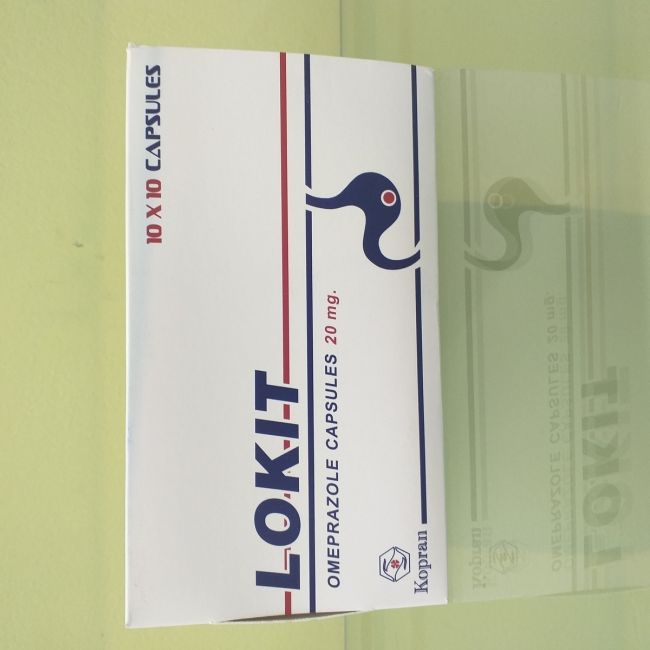 10 X 10 CAPSULES
LOKIT
OMEPRAZOLE CAPSULES 20 mg.
Kopran